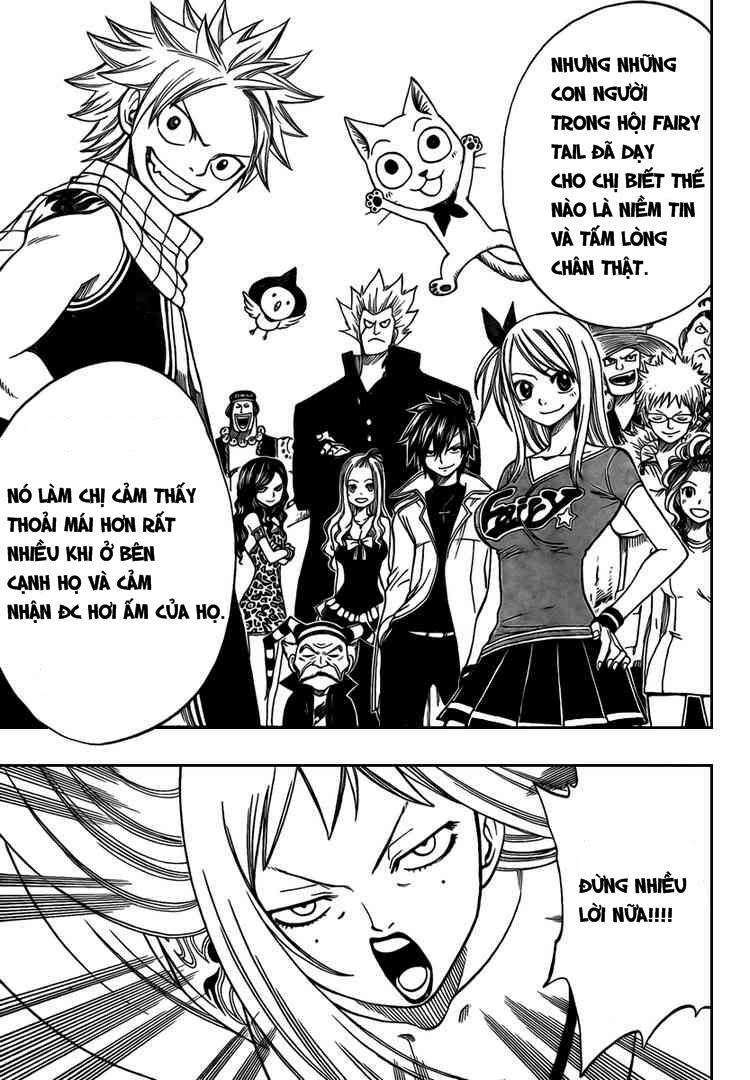 NHƯNG NHỮNG
CON NGƯỜI
TRONG HỘI FAIRY
TAIL ĐÃ DẠY
CHO CHỊ BIẾT THẾ
NÀO LÀ NIỀM TIN
VÀ TẤM LÒNG
CHÂN THẬT.
FAIRY
NÓ LÀM CHỊ CẢM THẤY
THOẢI MÁI HƠN RẤT
NHIỀU KHI Ở BÊN
CẠNH HỌ VÀ CẢM
NHẬN ĐC HƠI ẤM CỦA HỌ.
ĐỪNG NHIỀU
LỜI NỮA!!!!